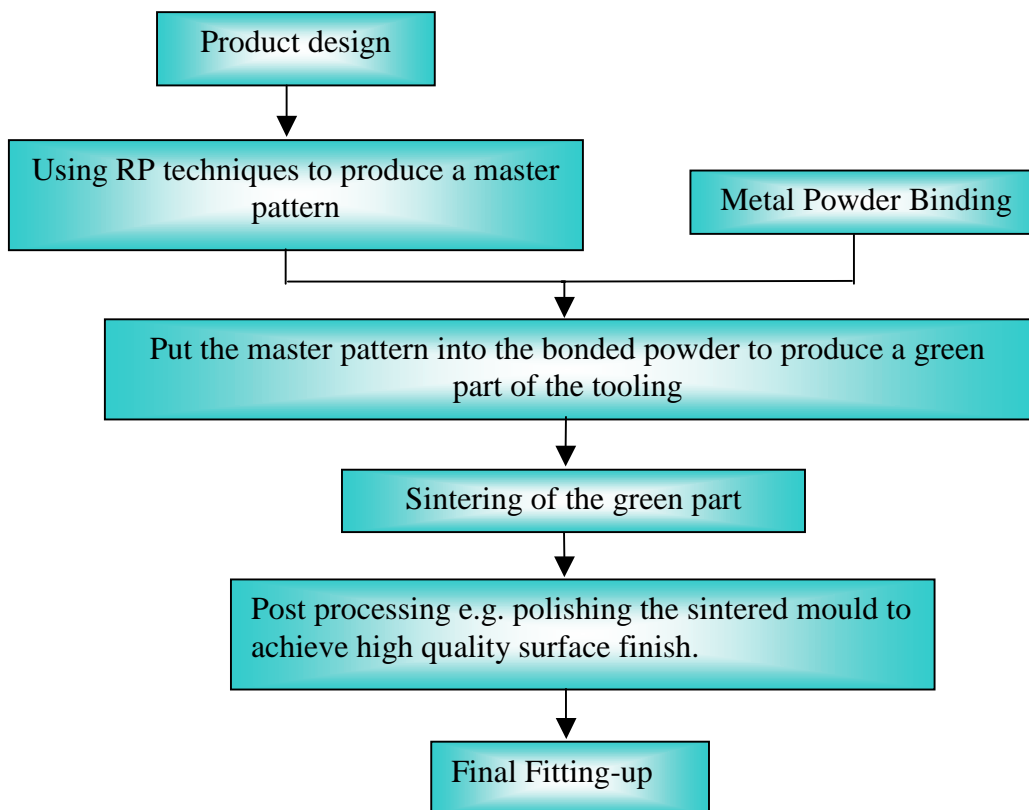 Product design
Using RP techniques to produce a master
pattern
Metal Powder Binding
Put the master pattern into the bonded powder to produce a green
part of the tooling
Sintering of the green part
Post processing e.g. polishing the sintered mould to
achieve high quality surface finish.
Final Fitting-up